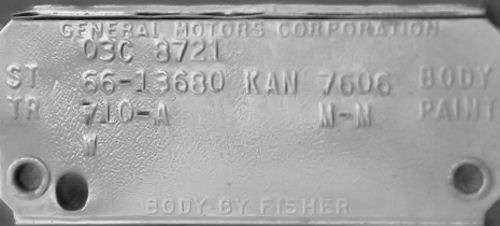 GENERAL MOTORS CORPORATION
03C 8721
ST 66-13680 KAN 7606 BODY
TR 710-A M-M PAINT
W
BODY BY FISHER